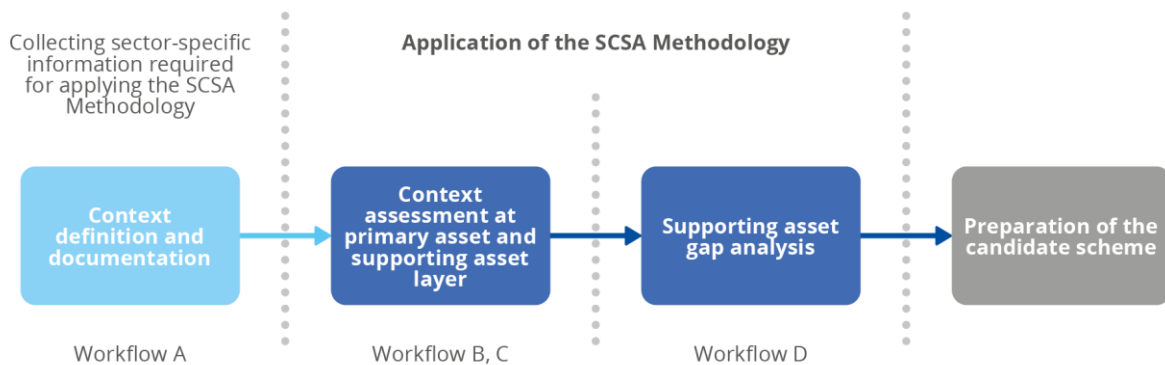 Collecting sector-specific
information required
for applying the SCSA
Methodology
Application of the SCSA Methodology
Context
definition and
documentation
Context
assessment at
primary asset and
supporting asset
layer
Supporting asset
gap analysis
Preparation of the
candidate scheme
Workflow A
Workflow B, C
Workflow D